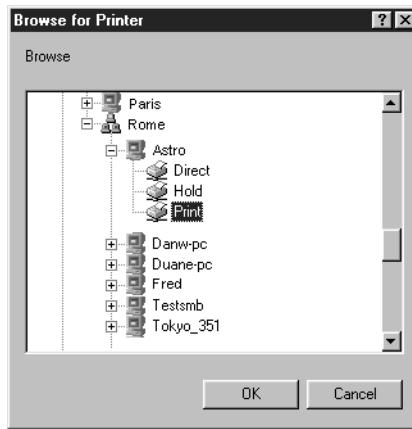 Browse for Printer
Browse
Paris
Rome
Astro
Direct
Hold
Print
Danw-pc
Duane-pc
Fred
Testsmb
Tokyo_351
OK Cancel